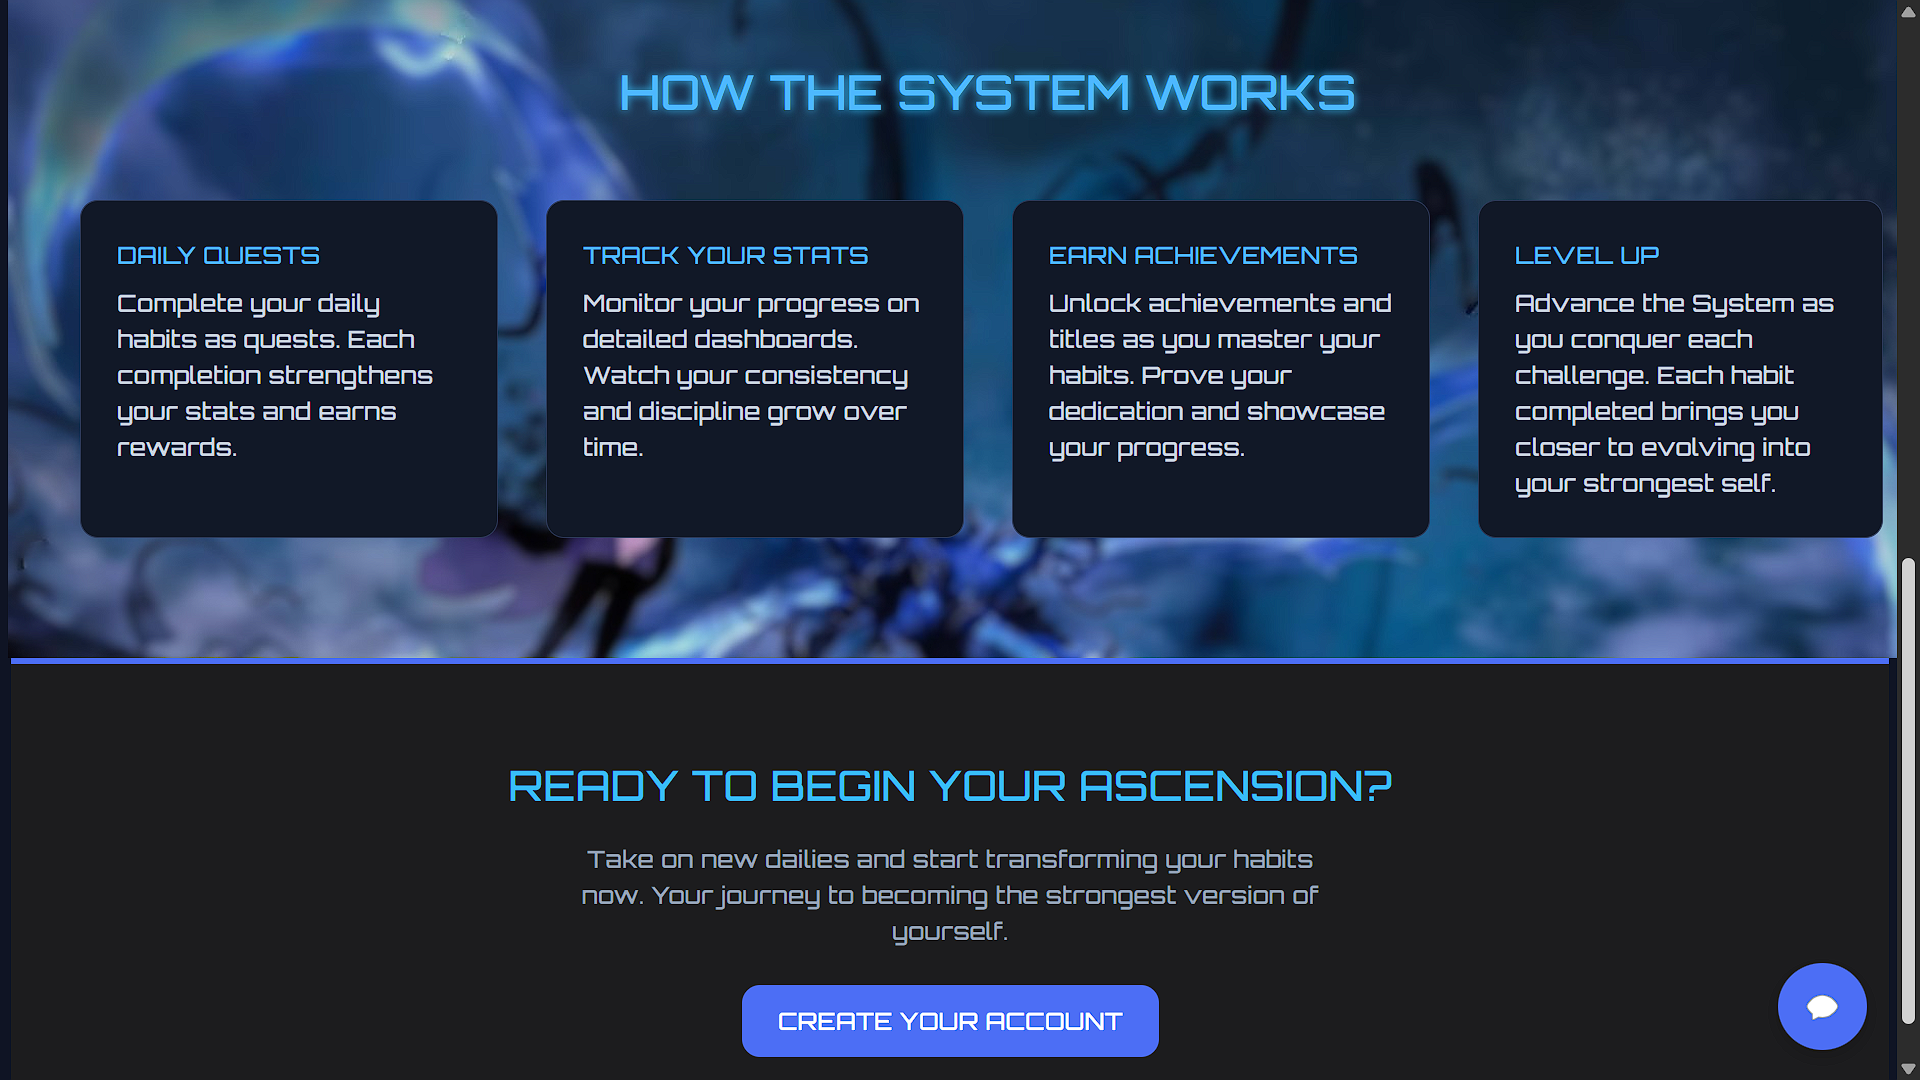 HOW THE SYSTEM WORKS
DAILY QUESTS
Complete your daily
habits as quests. Each
completion strengthens
your stats and earns
rewards.
TRACK YOUR STATS
Monitor your progress on
detailed dashboards.
Watch your consistency
and discipline grow over
time.
EARN ACHIEVEMENTS
Unlock achievements and
titles as you master your
habits. Prove your
dedication and showcase
your progress.
LEVEL UP
Advance the System as
you conquer each
challenge. Each habit
completed brings you
closer to evolving into
your strongest self.
READY TO BEGIN YOUR ASCENSION?
Take on new dailies and start transforming your habits
now. Your journey to becoming the strongest version of
yourself.
CREATE YOUR ACCOUNT